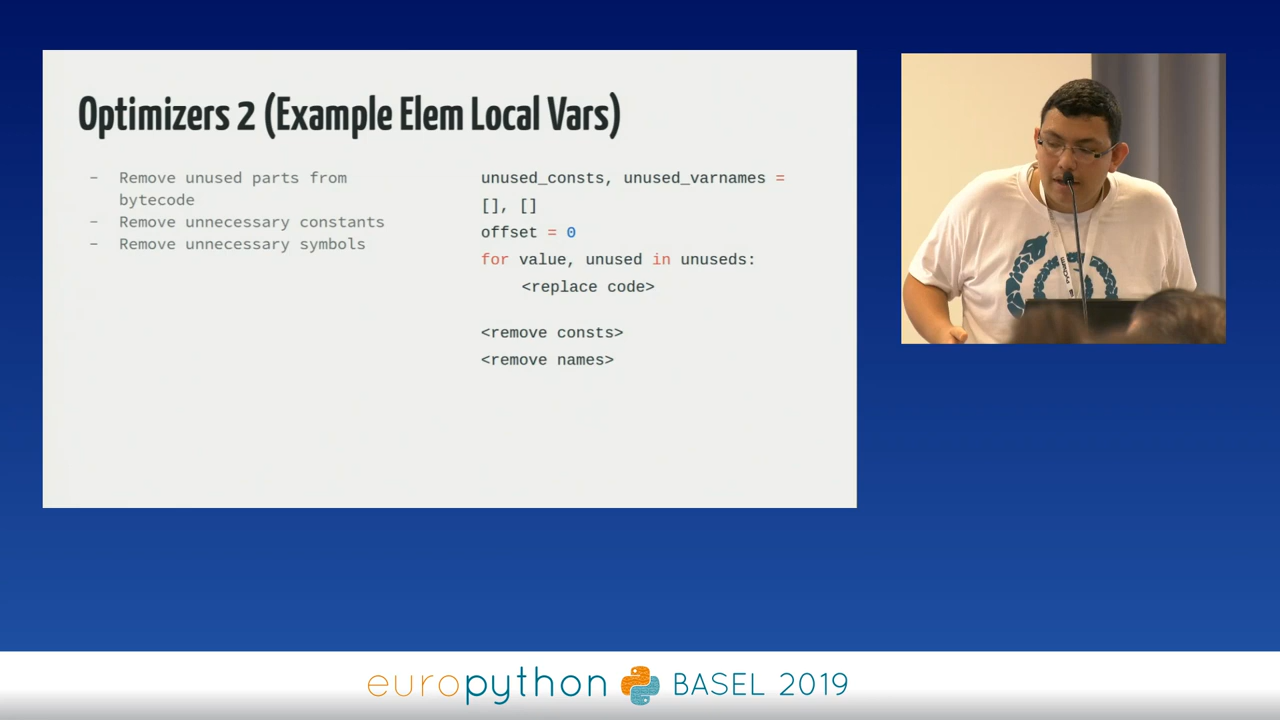 Optimizers 2 (Example Elem Local Vars)
- Remove unused parts from
bytecode
- Remove unnecessary constants
- Remove unnecessary symbols
unused_consts, unused_varnames =
[], []
offset = 0
for value, unused in unuseds:
<replace code>
<remove consts>
<remove names>
europython BASEL 2019